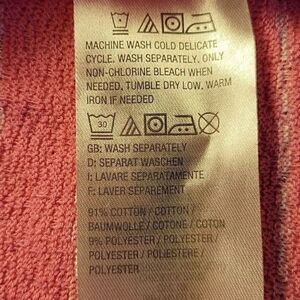 MACHINE WASH COLD DELICATE
CYCLE. WASH SEPARATELY. ONLY
NON-CHLORINE BLEACH WHEN
NEEDED, TUMBLE DRY LOW. WARM
IRON IF NEEDED
30
GB: WASH SEPARATELY
D: SEPARAT WASCHEN
I: LAVARE SEPARATAMENTE
F: LAVER SÉPAREMENT
91% COTTON / COTTON /
BAUMWOLLE / COTONE / COTON
9% POLYESTER / POLYESTER /
POLYESTER / POLIESTERE /
POLYESTER